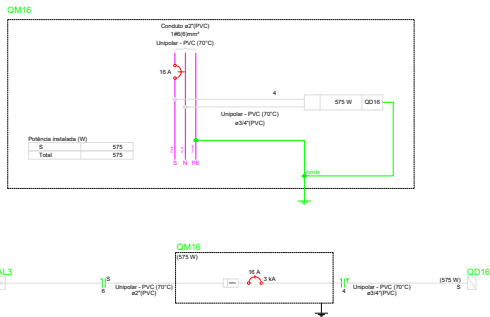 QM16
Conduto ø2"(PVC)
1#6(6)mm²
Unipolar - PVC (70°C)
16 A
4
575 W QD16
Unipolar - PVC (70°C)
ø3/4"(PVC)
Potência instalada (W)
S 575
Total 575
S N PE
Verde
QM16
(575 W)
AL3
S
6
Unipolar - PVC (70°C)
ø2"(PVC)
16 A
3 kA
4
Unipolar - PVC (70°C)
ø3/4"(PVC)
(575 W)
S
QD16